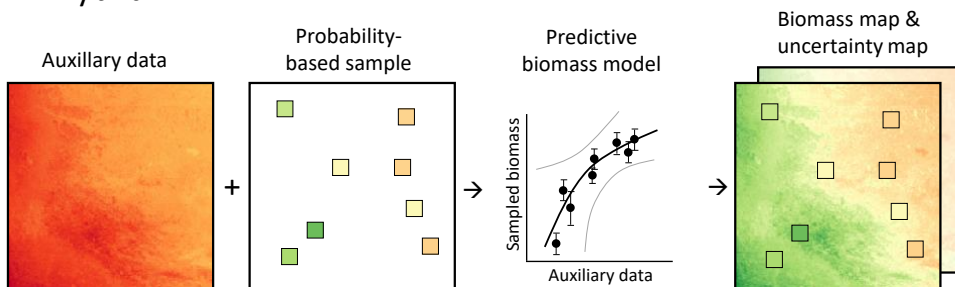 Auxillary data
Probability-
based sample
Predictive
biomass model
Biomass map &
uncertainty map
+
→
Sampled biomass
Auxiliary data
→